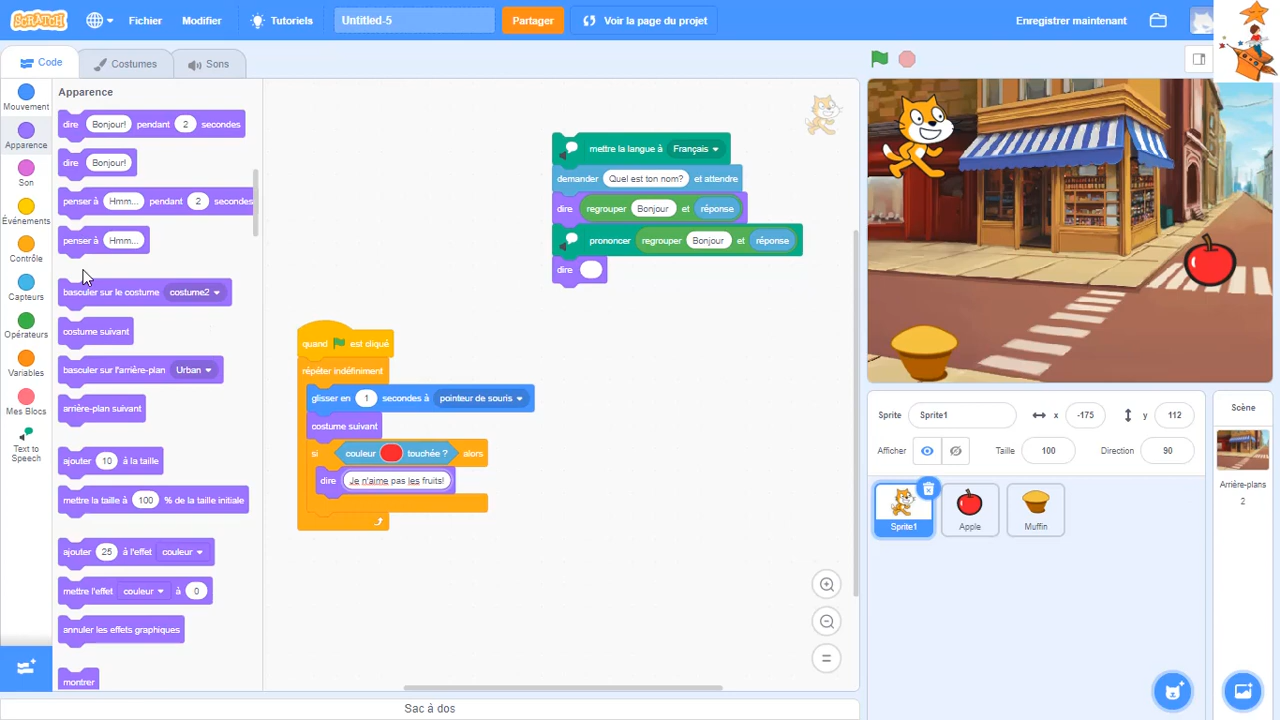 SCRATCH Fichier Modifier Tutoriels Untitled-5 Partager Voir la page du projet Enregistrer maintenant
Code Costumes Sons
Mouvement
Apparence
Son
Événements
Contrôle
Capteurs
Opérateurs
Variables
Mes Blocs
Text to
Speech
Apparence
dire Bonjour! pendant 2 secondes
dire Bonjour!
penser à Hmm... pendant 2 secondes
penser à Hmm...
basculer sur le costume costume2
costume suivant
basculer sur l'arrière-plan Urban
arrière-plan suivant
ajouter 10 à la taille
mettre la taille à 100 % de la taille initiale
ajouter 25 à l'effet couleur
mettre l'effet couleur à 0
annuler les effets graphiques
montrer
mettre la langue à Français
demander Quel est ton nom? et attendre
dire regrouper Bonjour et réponse
prononcer regrouper Bonjour et réponse
dire
quand est cliqué
répéter indéfiniment
glisser en 1 secondes à pointeur de souris
costume suivant
si couleur touchée ? alors
dire Je n'aime pas les fruits!
Sac à dos
Sprite Sprite1 x -175 y 112
Afficher Taille 100 Direction 90
Sprite1 Apple Muffin
Scène
Arrière-plans
2